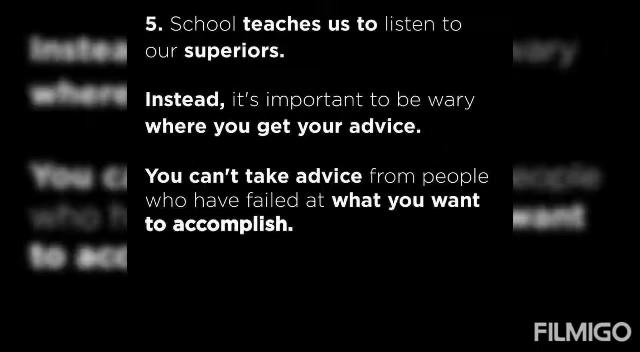 5. School teaches us to listen to
our superiors.
Instead, it's important to be wary
where you get your advice.
You can't take advice from people
who have failed at what you want
to accomplish.
FILMIGO